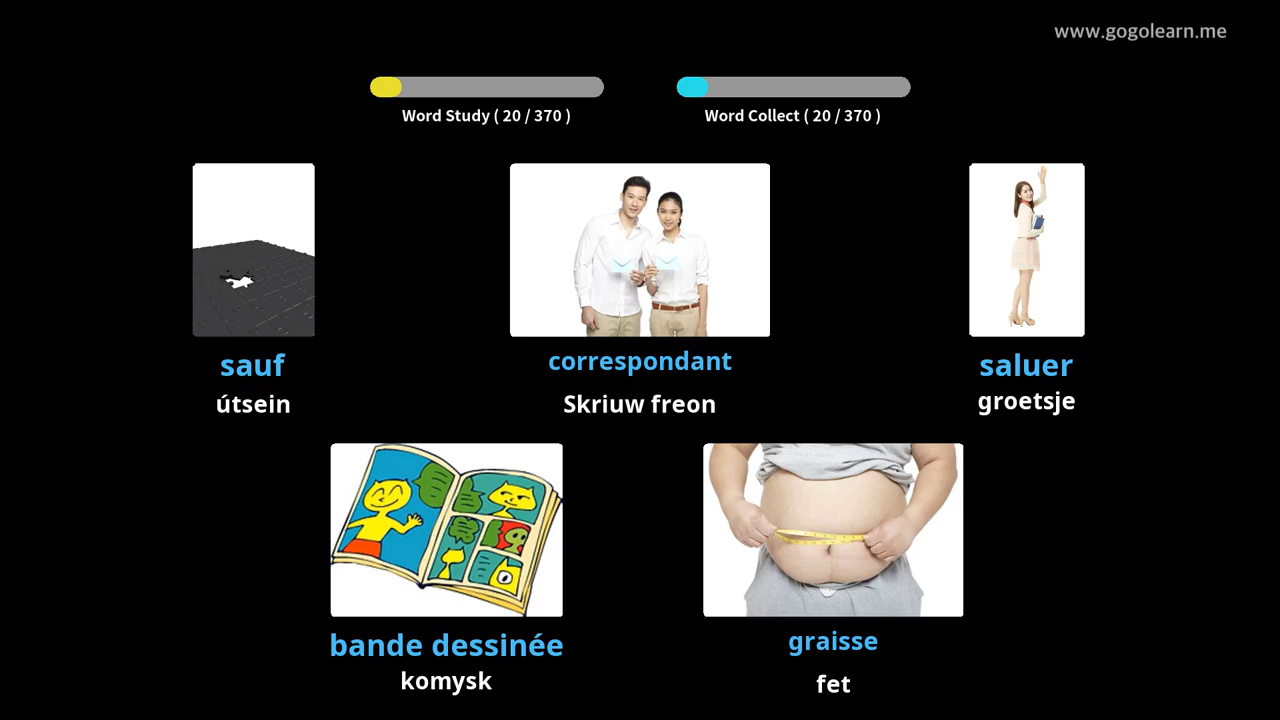 www.gogolearn.me
Word Study ( 20 / 370 )
Word Collect ( 20 / 370 )
sauf
útsein
correspondant
Skriuw freon
saluer
groetsje
bande dessinée
komysk
graisse
fet